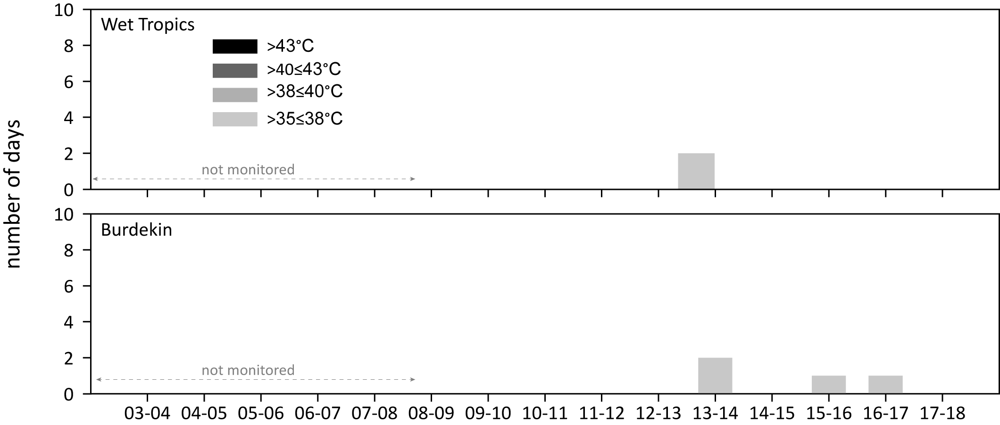 number of days
10
8
6
4
2
0
Wet Tropics
>43°C
>40≤43°C
>38≤40°C
>35≤38°C
not monitored
10
8
6
4
2
0
Burdekin
not monitored
03-04 04-05 05-06 06-07 07-08 08-09 09-10 10-11 11-12 12-13 13-14 14-15 15-16 16-17 17-18